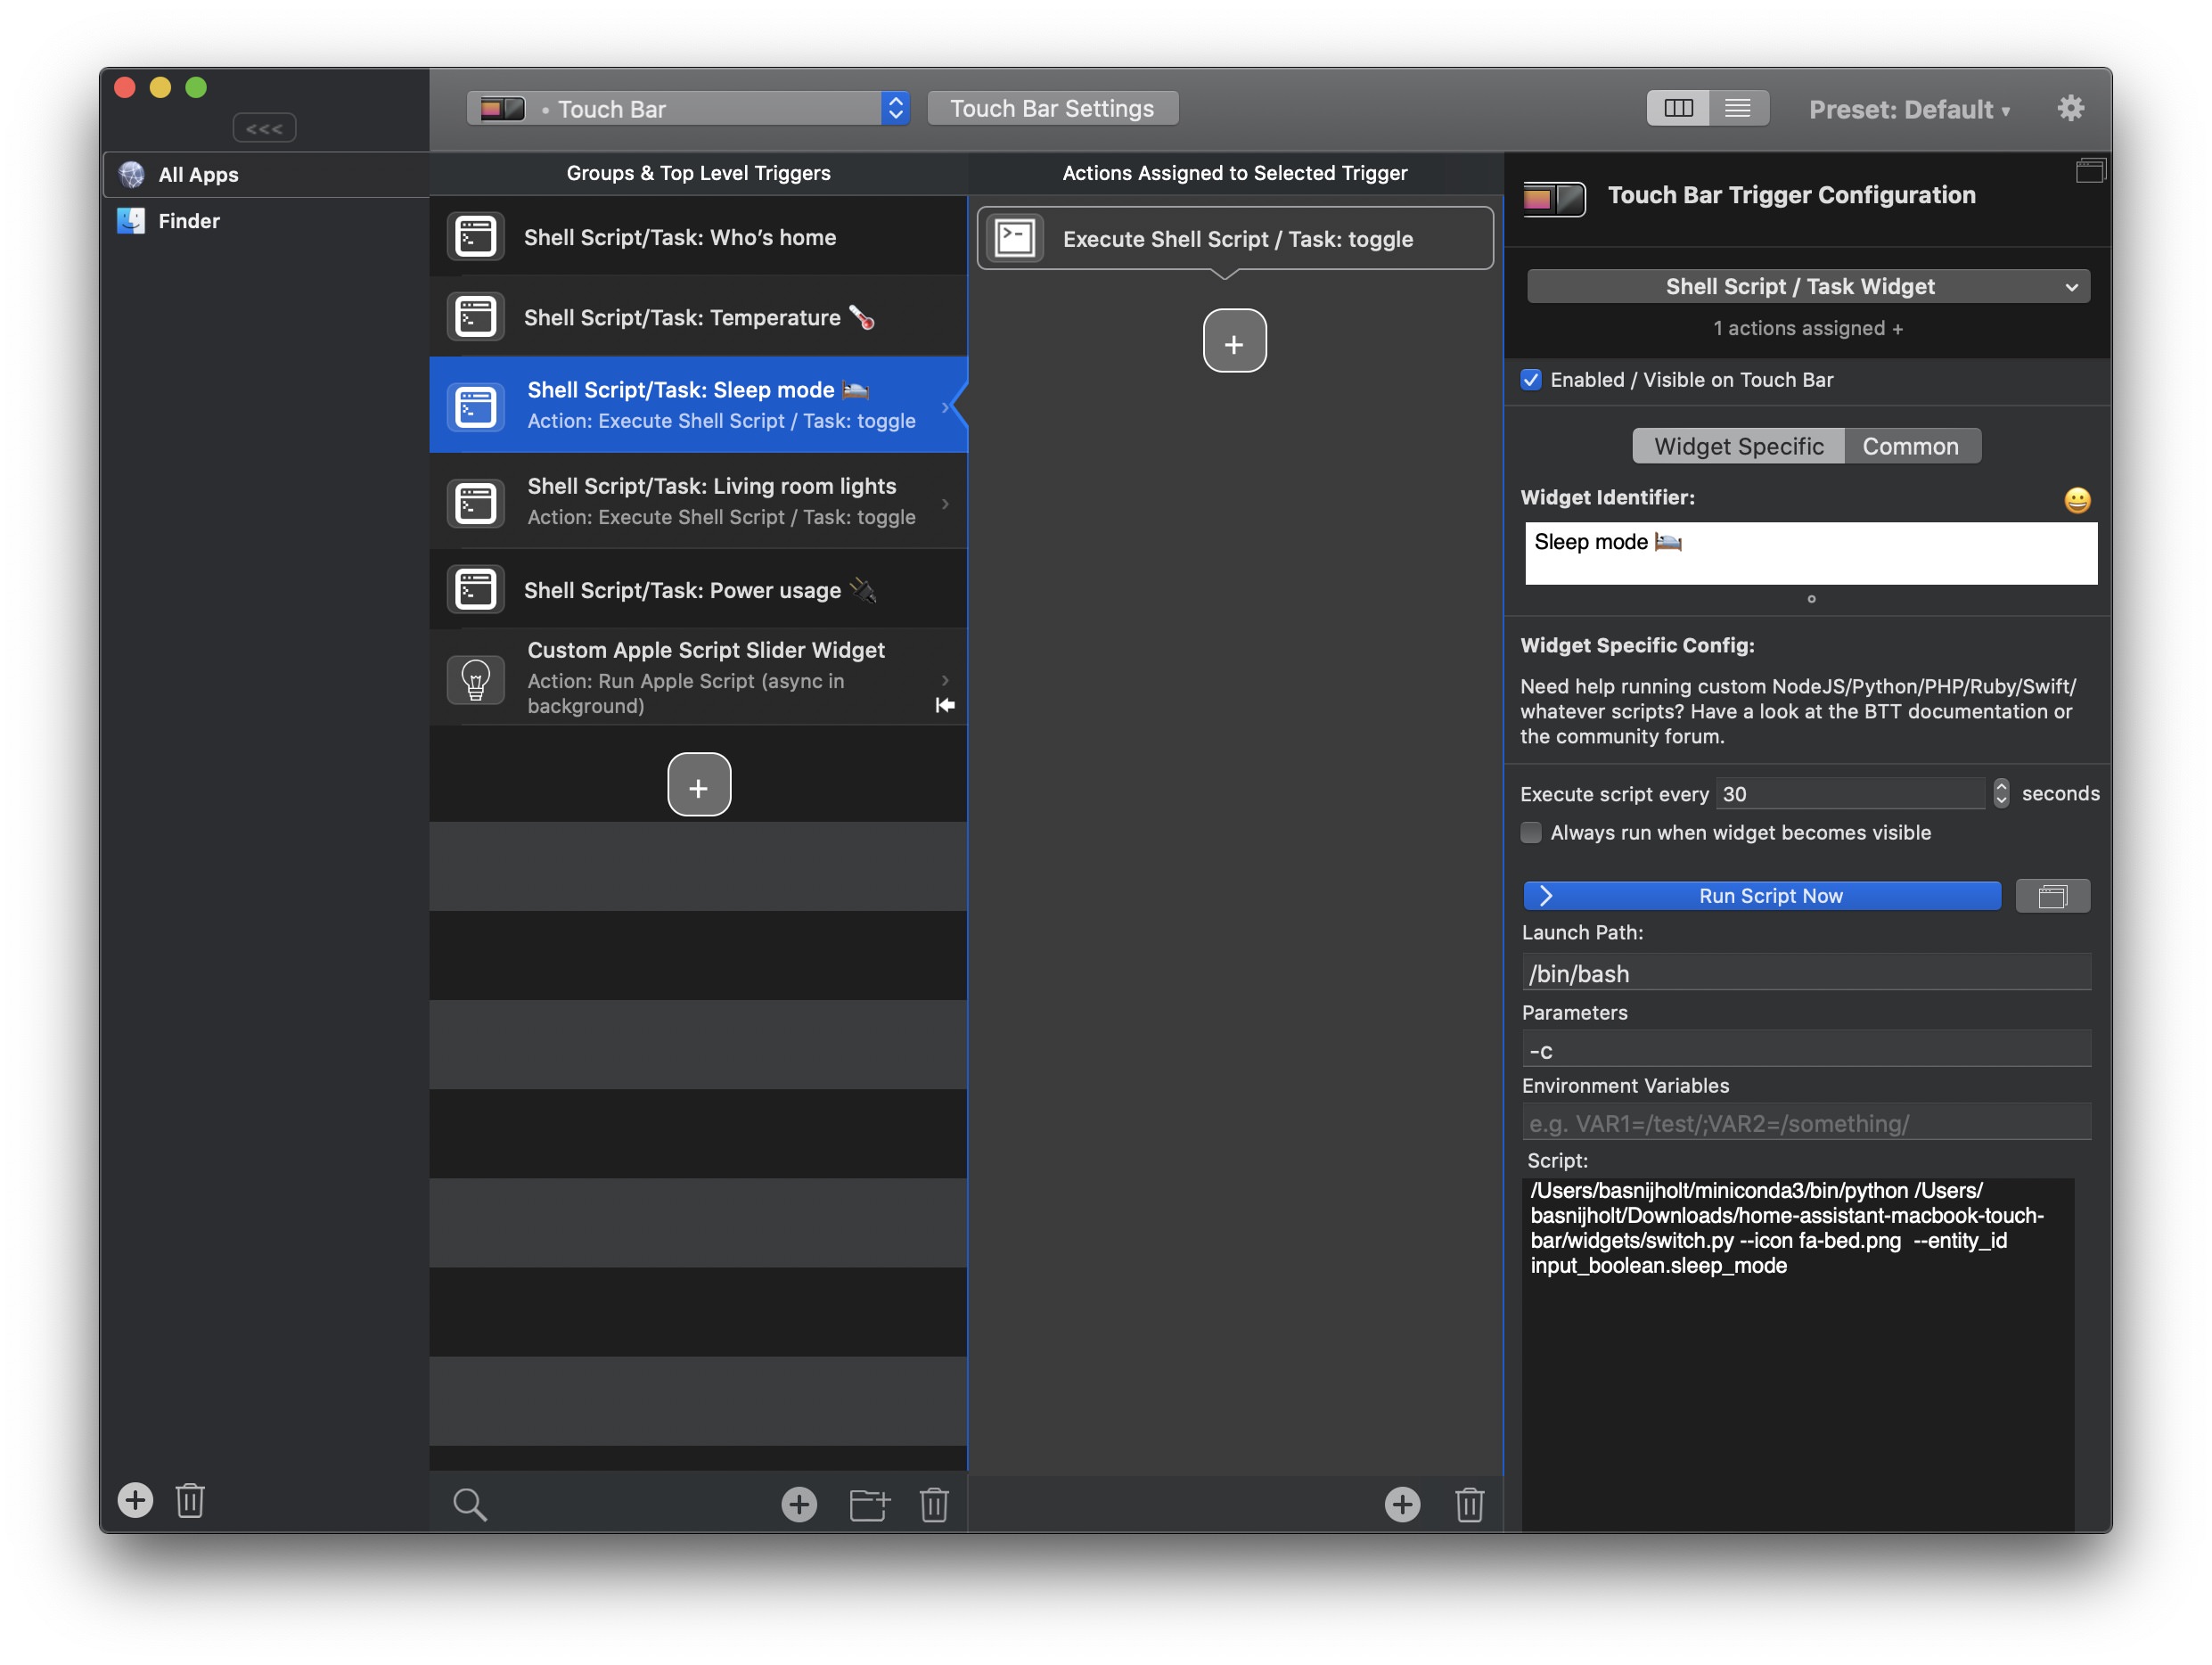 <<<
• Touch Bar
Touch Bar Settings
Preset: Default ▾
All Apps
Finder
Groups & Top Level Triggers
Shell Script/Task: Who’s home
Shell Script/Task: Temperature 🌡️
Shell Script/Task: Sleep mode 🛏️
Action: Execute Shell Script / Task: toggle
Shell Script/Task: Living room lights
Action: Execute Shell Script / Task: toggle
Shell Script/Task: Power usage 🔌
Custom Apple Script Slider Widget
Action: Run Apple Script (async in
background)
+
Actions Assigned to Selected Trigger
Execute Shell Script / Task: toggle
+
Touch Bar Trigger Configuration
Shell Script / Task Widget
1 actions assigned +
Enabled / Visible on Touch Bar
Widget Specific
Common
Widget Identifier:
Sleep mode 🛏️
Widget Specific Config:
Need help running custom NodeJS/Python/PHP/Ruby/Swift/
whatever scripts? Have a look at the BTT documentation or
the community forum.
Execute script every 30 seconds
Always run when widget becomes visible
Run Script Now
Launch Path:
/bin/bash
Parameters
-c
Environment Variables
e.g. VAR1=/test/;VAR2=/something/
Script:
/Users/basnijholt/miniconda3/bin/python /Users/
basnijholt/Downloads/home-assistant-macbook-touch-
bar/widgets/switch.py --icon fa-bed.png  --entity_id
input_boolean.sleep_mode